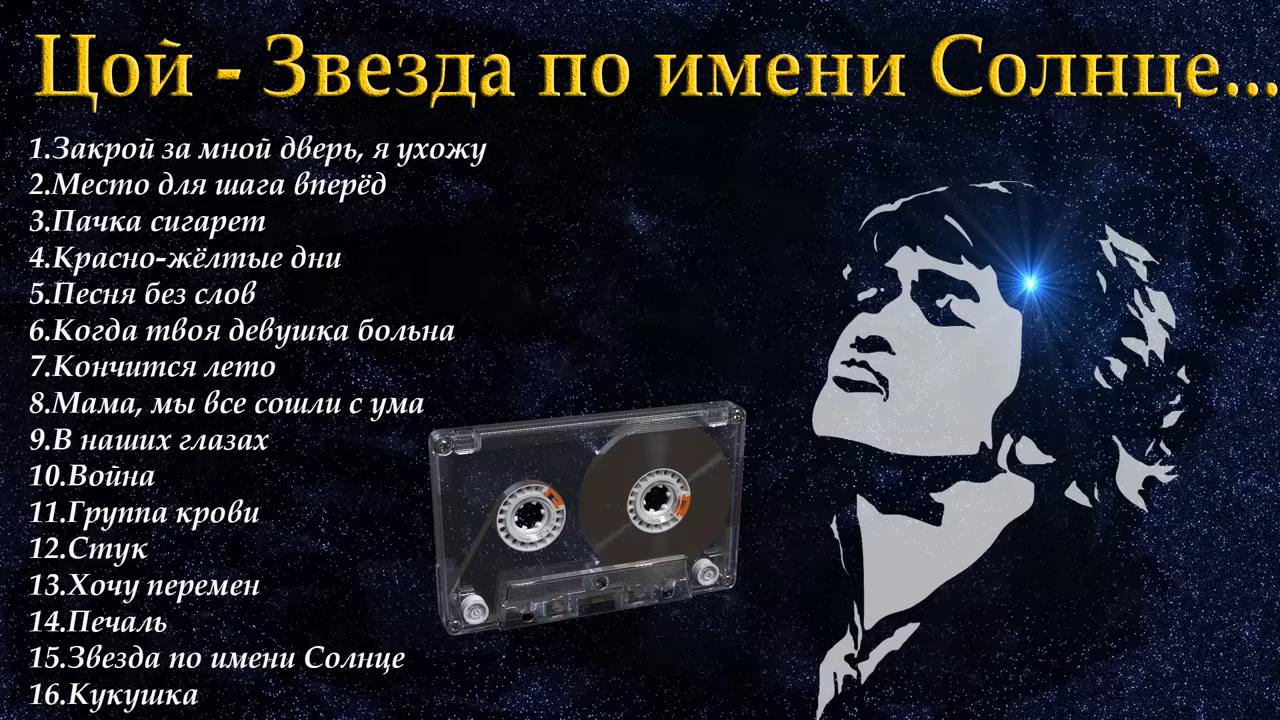 Цой - Звезда по имени Солнце...
1.Закрой за мной дверь, я ухожу
2.Место для шага вперёд
3.Пачка сигарет
4.Красно-жёлтые дни
5.Песня без слов
6.Когда твоя девушка больна
7.Кончится лето
8.Мама, мы все сошли с ума
9.В наших глазах
10.Война
11.Группа крови
12.Стук
13.Хочу перемен
14.Печаль
15.Звезда по имени Солнце
16.Кукушка